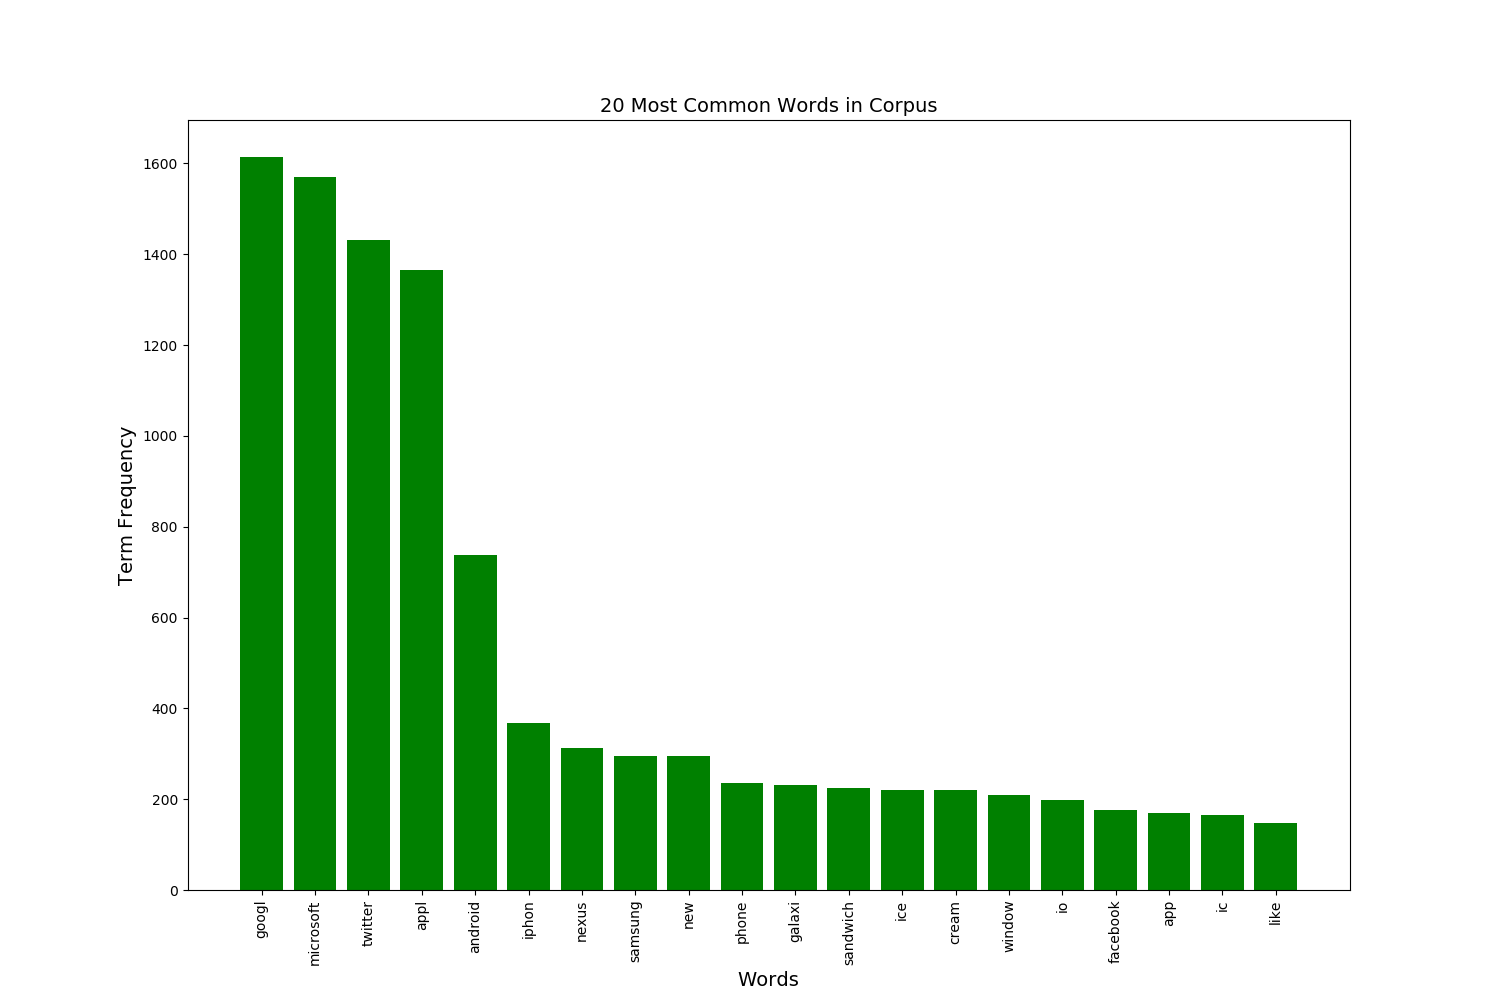 20 Most Common Words in Corpus
Term Frequency
1600
1400
1200
1000
800
600
400
200
0
googl
microsoft
twitter
appl
android
iphon
nexus
samsung
new
phone
galaxi
sandwich
ice
cream
window
io
facebook
app
ic
like
Words